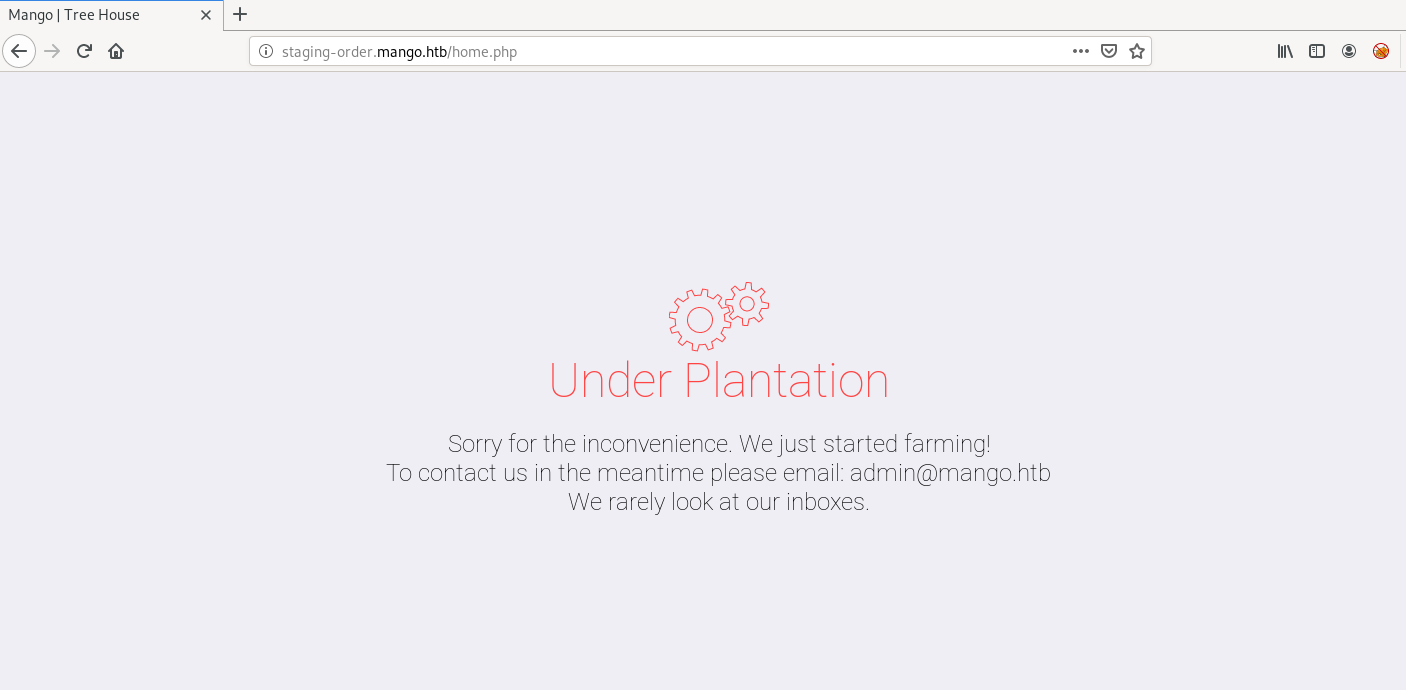 Mango | Tree House
staging-order.mango.htb/home.php
Under Plantation
Sorry for the inconvenience. We just started farming!
To contact us in the meantime please email: admin@mango.htb
We rarely look at our inboxes.